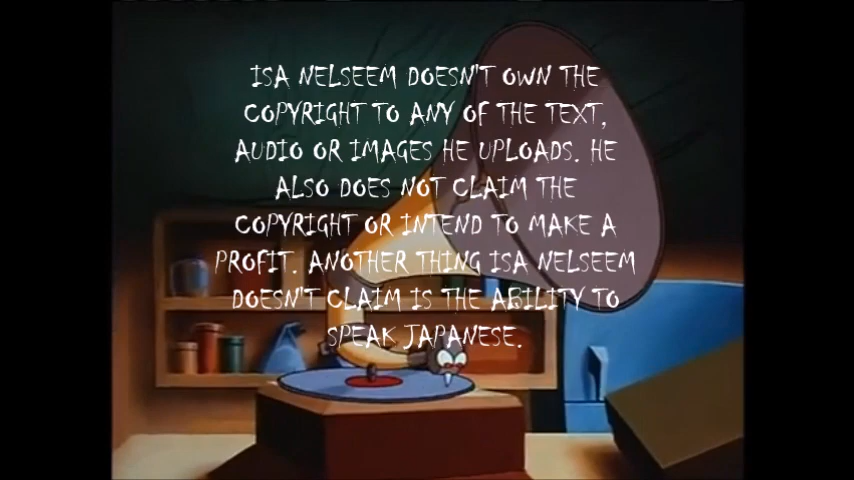 ISA NELSEEM DOESN'T OWN THE
COPYRIGHT TO ANY OF THE TEXT,
AUDIO OR IMAGES HE UPLOADS. HE
ALSO DOES NOT CLAIM THE
COPYRIGHT OR INTEND TO MAKE A
PROFIT. ANOTHER THING ISA NELSEEM
DOESN'T CLAIM IS THE ABILITY TO
SPEAK JAPANESE.